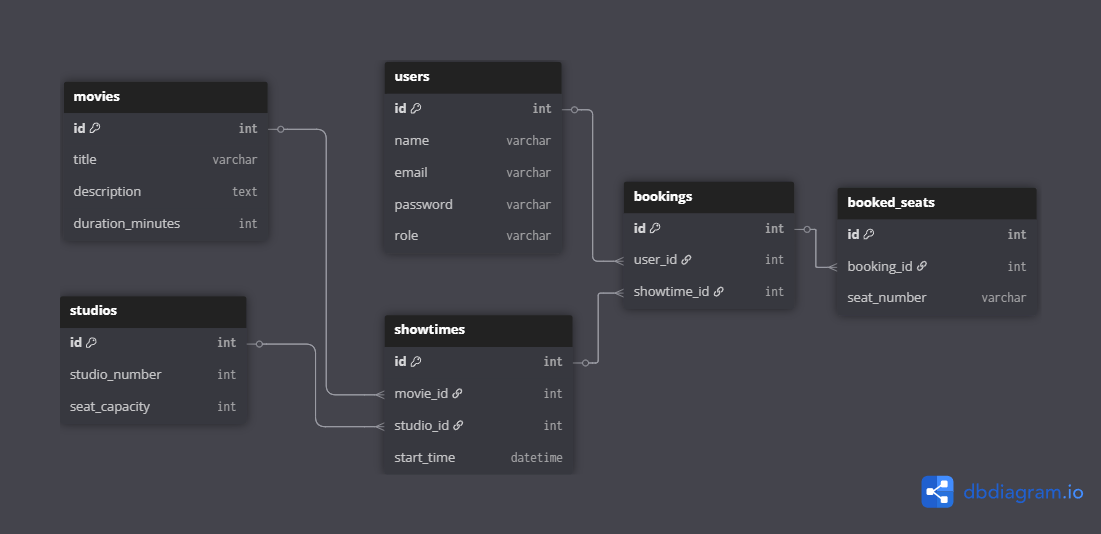 movies
id int
title varchar
description text
duration_minutes int
studios
id int
studio_number int
seat_capacity int
users
id int
name varchar
email varchar
password varchar
role varchar
showtimes
id int
movie_id int
studio_id int
start_time datetime
bookings
id int
user_id int
showtime_id int
booked_seats
id int
booking_id int
seat_number varchar
dbdiagram.io